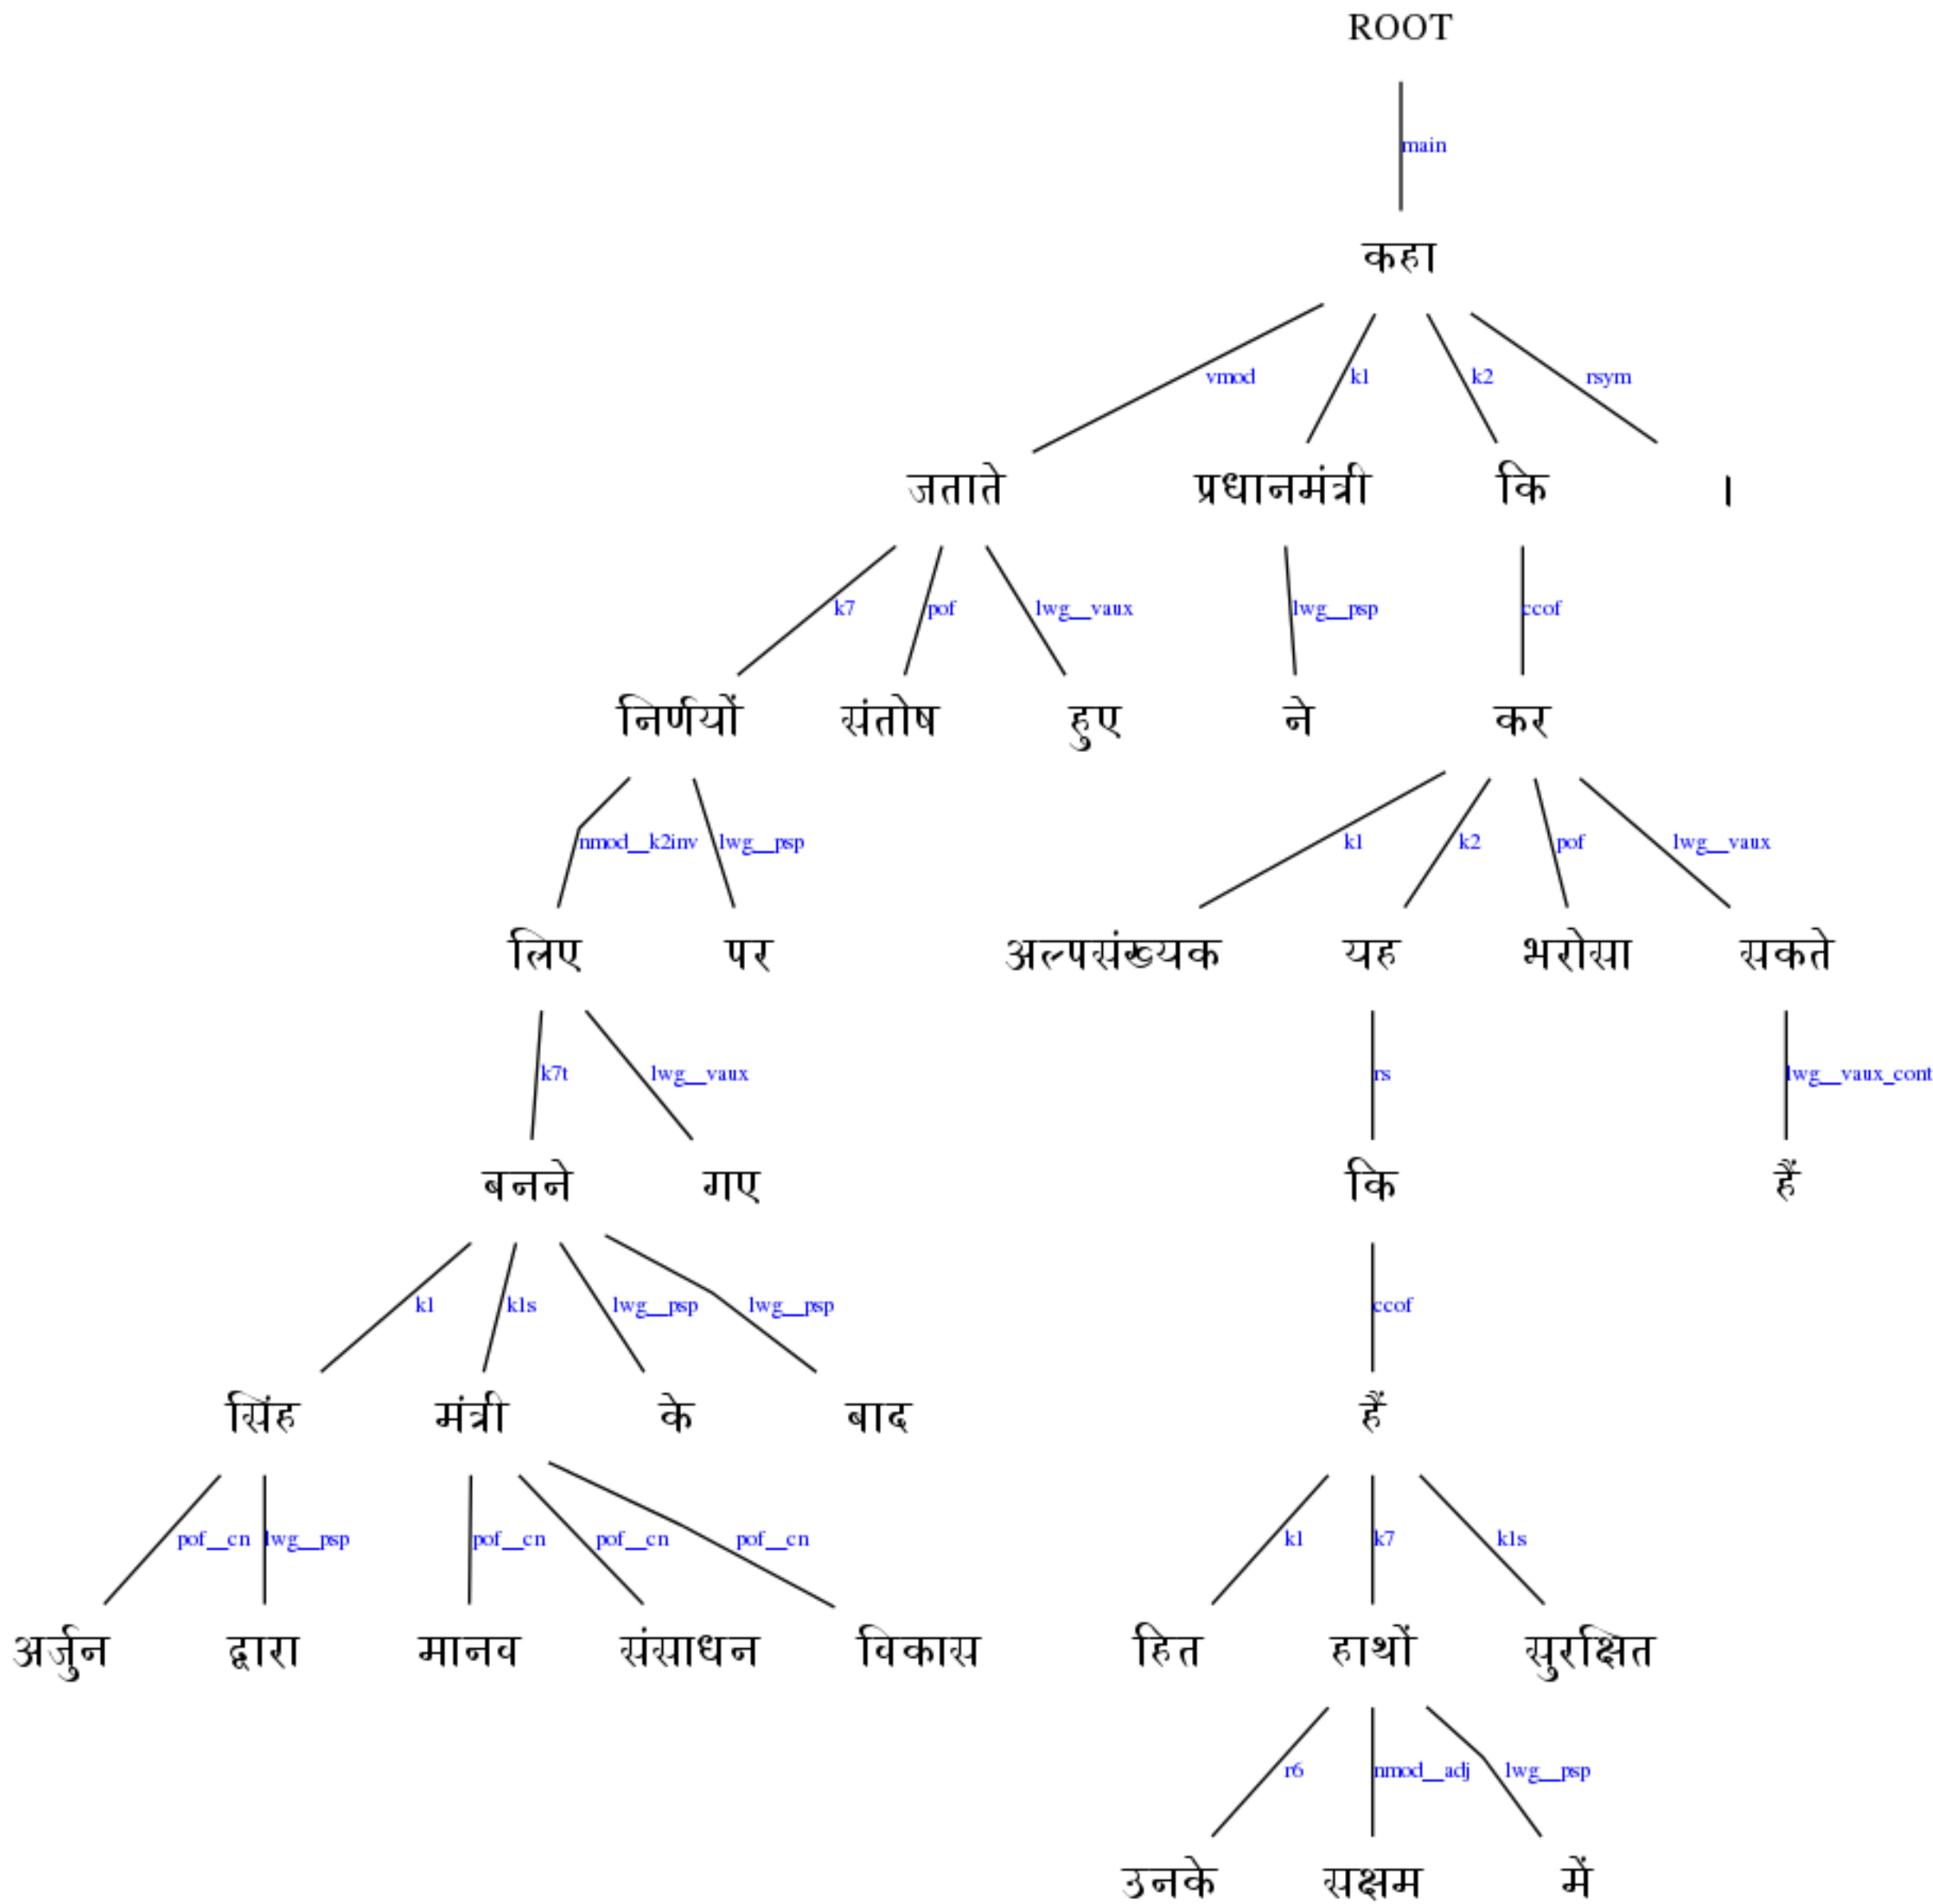 ROOT
main
कहा
vmod k1 k2 rsym
जताते प्रधानमंत्री कि ।
k7 pof lwg__vaux lwg__psp ccof
निर्णयों संतोष हुए ने कर
nmod__k2inv lwg__psp k1 k2 pof lwg__vaux
लिए पर अल्पसंख्यक यह भरोसा सकते
k7t lwg__vaux rs lwg__vaux_cont
बनने गए कि हैं
k1 k1s lwg__psp lwg__psp ccof
सिंह मंत्री के बाद हैं
pof__cn lwg__psp pof__cn pof__cn pof__cn k1 k7 k1s
अर्जुन द्वारा मानव संसाधन विकास हित हाथों सुरक्षित
r6 nmod__adj lwg__psp
उनके सक्षम में